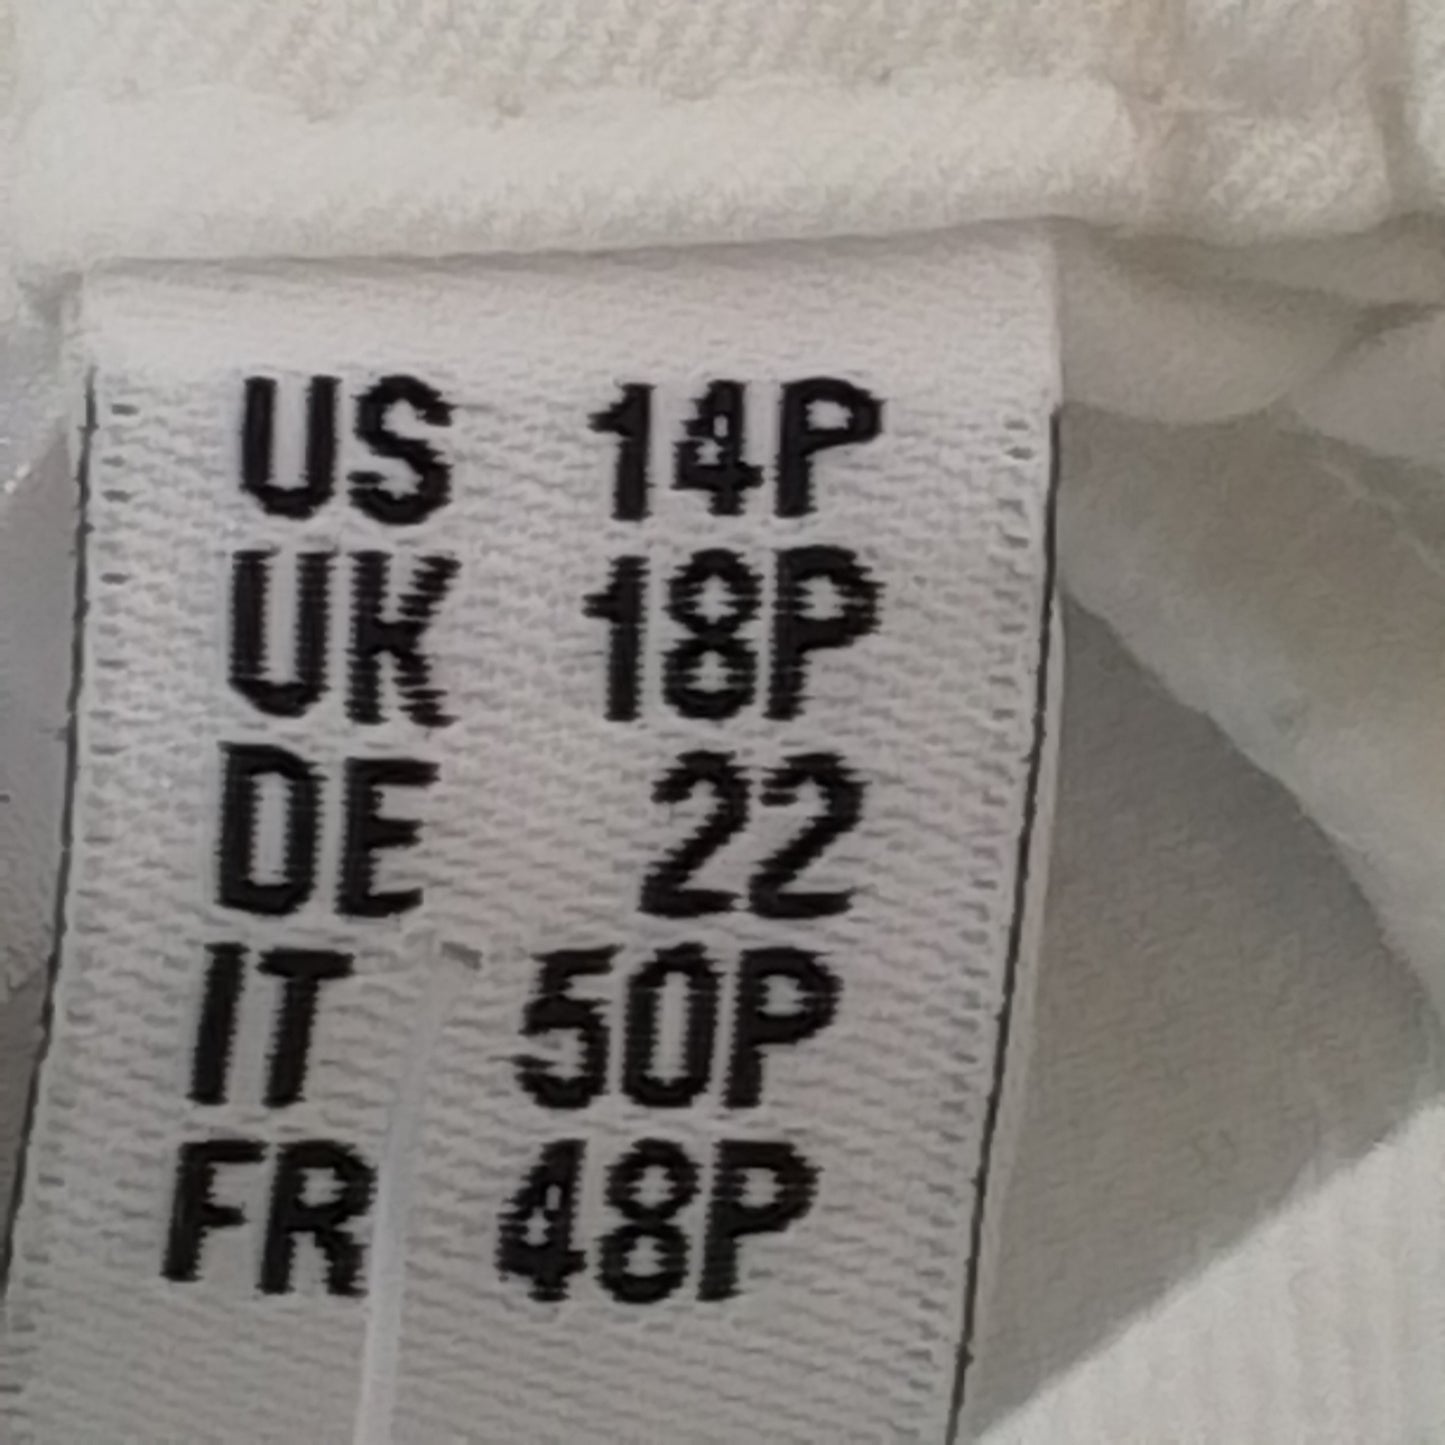 US 14P
UK 18P
DE 22
IT 50P
FR 48P